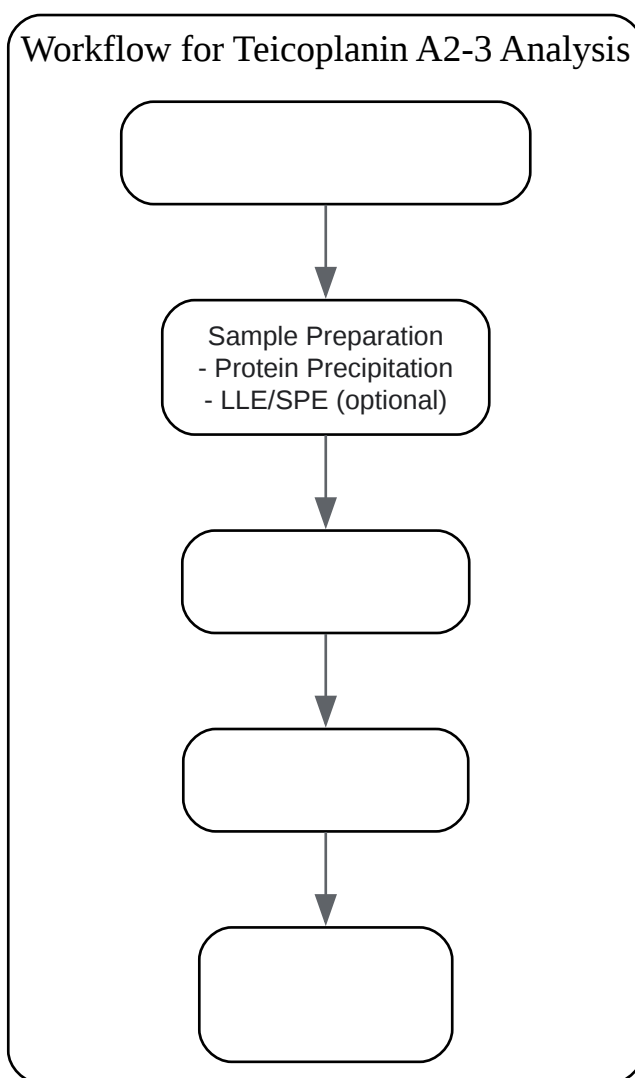 Workflow for Teicoplanin A2-3 Analysis
Sample Preparation
- Protein Precipitation
- LLE/SPE (optional)